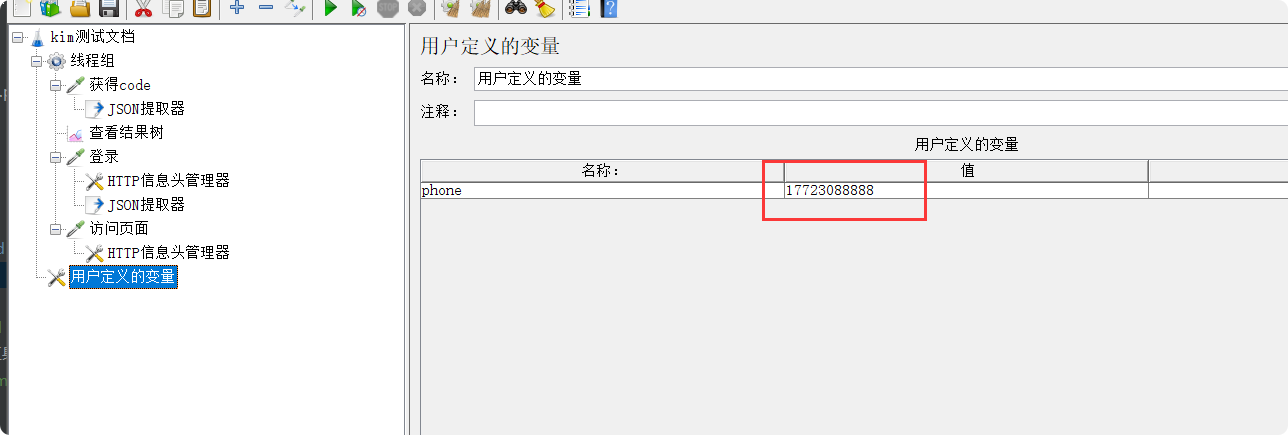 kim测试文档
线程组
获得code
JSON提取器
查看结果树
登录
HTTP信息头管理器
JSON提取器
访问页面
HTTP信息头管理器
用户定义的变量
用户定义的变量
名称： 用户定义的变量
注释：
用户定义的变量
名称： 值
phone 17723088888